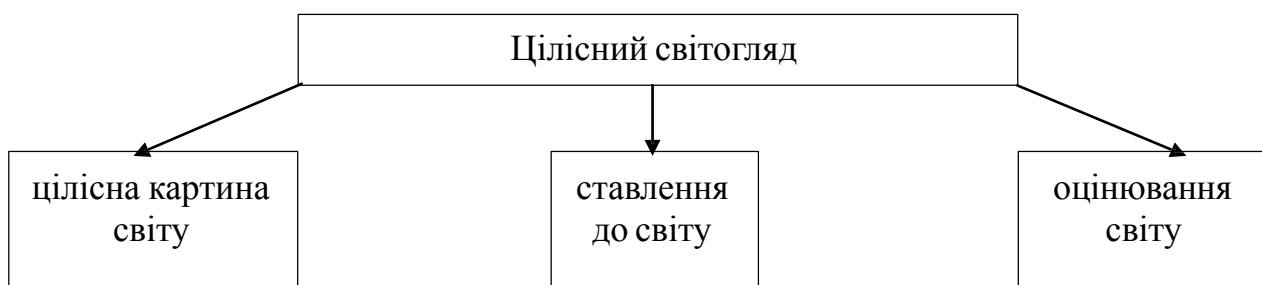 Цілісний світогляд
цілісна картина
світу
ставлення
до світу
оцінювання
світу